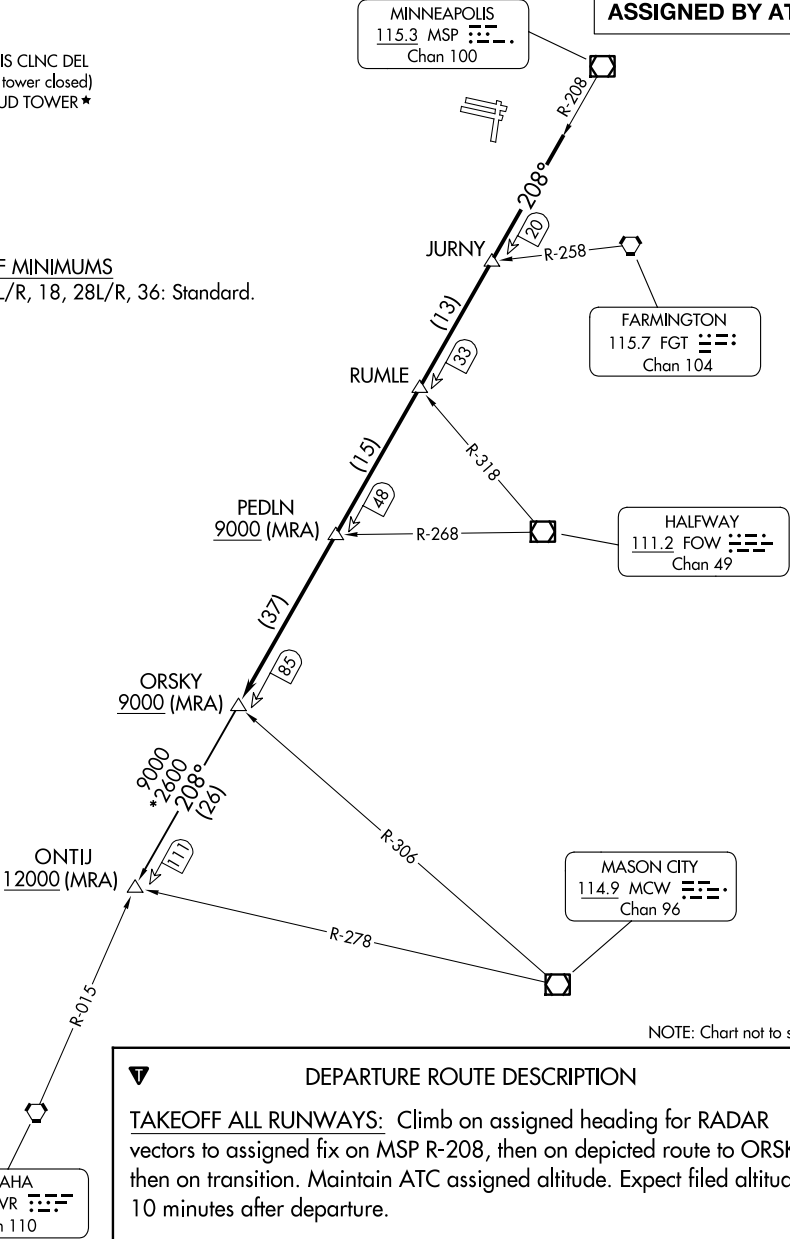 MINNEAPOLIS
115.3 MSP
Chan 100
ASSIGNED BY AT
IS CLNC DEL
tower closed)
UD TOWER★
R-208
208°
20
JURNY
R-258
F MINIMUMS
L/R, 18, 28L/R, 36: Standard.
(13)
FARMINGTON
115.7 FGT
Chan 104
33
RUMLE
(15)
R-318
48
PEDLN
9000 (MRA)
R-268
HALFWAY
111.2 FOW
Chan 49
(37)
85
ORSKY
9000 (MRA)
9000
*2600
208°
(26)
R-306
111
ONTIJ
12000 (MRA)
MASON CITY
114.9 MCW
Chan 96
R-278
R-015
NOTE: Chart not to s
T
DEPARTURE ROUTE DESCRIPTION
TAKEOFF ALL RUNWAYS: Climb on assigned heading for RADAR
vectors to assigned fix on MSP R-208, then on depicted route to ORSK
then on transition. Maintain ATC assigned altitude. Expect filed altitud
10 minutes after departure.
AHA
VR
n 110